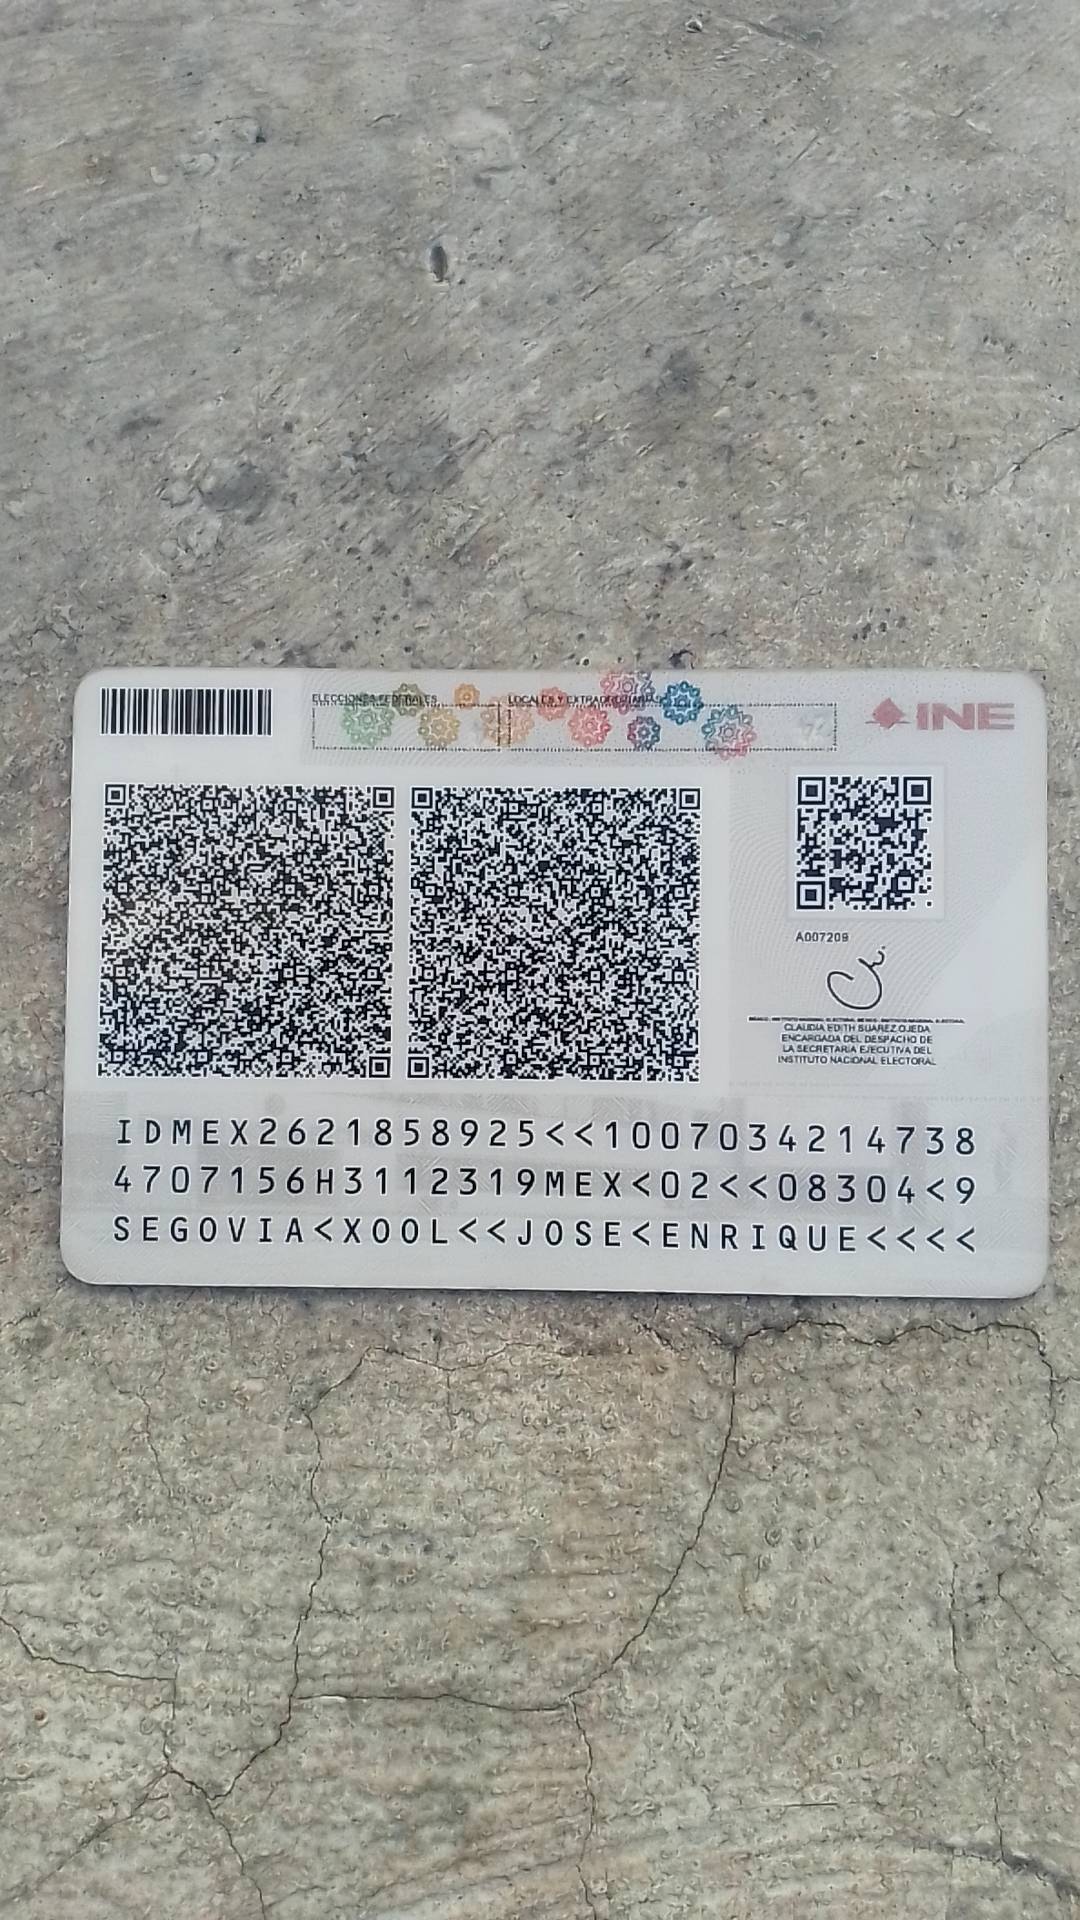 ELECCIONES FEDERALES
LOCALES Y EXTRAORDINARIAS
INE
A007209
CLAUDIA EDITH SUÁREZ OJEDA
ENCARGADA DEL DESPACHO DE
LA SECRETARÍA EJECUTIVA DEL
INSTITUTO NACIONAL ELECTORAL
IDMEX2621858925<<1007034214738
4707156H3112319MEX<02<<08304<9
SEGOVIA<XOOL<<JOSE<ENRIQUE<<<<